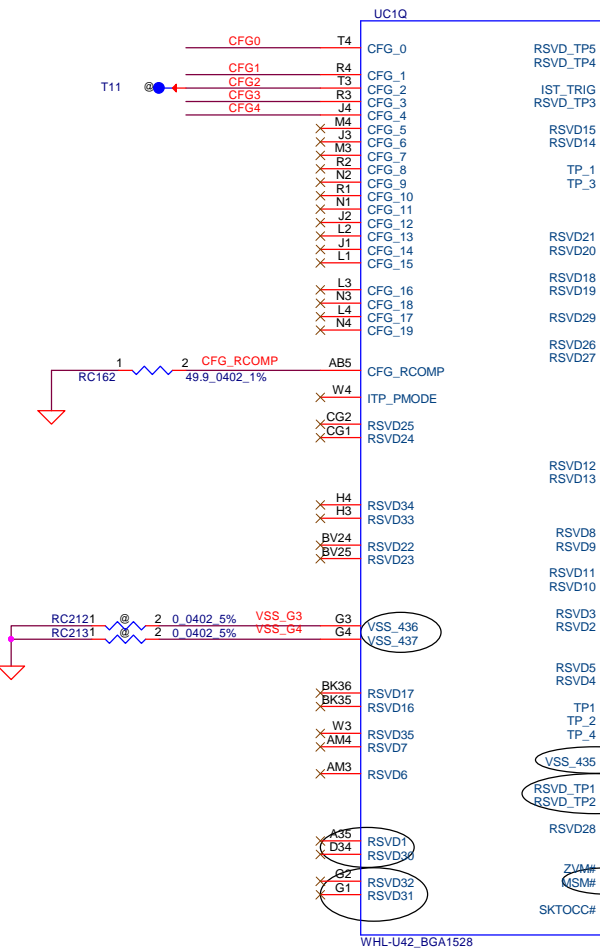 UC1Q
CFG0 T4 CFG_0 RSVD_TP5
RSVD_TP4
CFG1 R4 CFG_1
T11 @ CFG2 T3 CFG_2 IST_TRIG
CFG3 R3 CFG_3 RSVD_TP3
CFG4 J4 CFG_4
M4 CFG_5 RSVD15
J3 CFG_6 RSVD14
M3 CFG_7
R2 CFG_8 TP_1
N2 CFG_9 TP_3
R1 CFG_10
N1 CFG_11
J2 CFG_12
L2 CFG_13 RSVD21
J1 CFG_14 RSVD20
L1 CFG_15
RSVD18
L3 CFG_16 RSVD19
N3 CFG_18
L4 CFG_17 RSVD29
N4 CFG_19
RSVD26
RSVD27
1 2 CFG_RCOMP AB5 CFG_RCOMP
RC162 49.9_0402_1%
W4 ITP_PMODE
CG2 RSVD25
CG1 RSVD24
RSVD12
RSVD13
H4 RSVD34
H3 RSVD33
RSVD8
BV24 RSVD22 RSVD9
BV25 RSVD23
RSVD11
RSVD10
RSVD3
RC212 1 @ 2 0_0402_5% VSS_G3 G3 VSS_436 RSVD2
RC213 1 @ 2 0_0402_5% VSS_G4 G4 VSS_437
RSVD5
RSVD4
BK36 RSVD17
BK35 RSVD16 TP1
TP_2
W3 RSVD35 TP_4
AM4 RSVD7
VSS_435
AM3 RSVD6
RSVD_TP1
RSVD_TP2
RSVD28
A35 RSVD1
D34 RSVD30
ZVM#
G2 RSVD32 MSM#
G1 RSVD31
SKTOCC#
WHL-U42_BGA1528